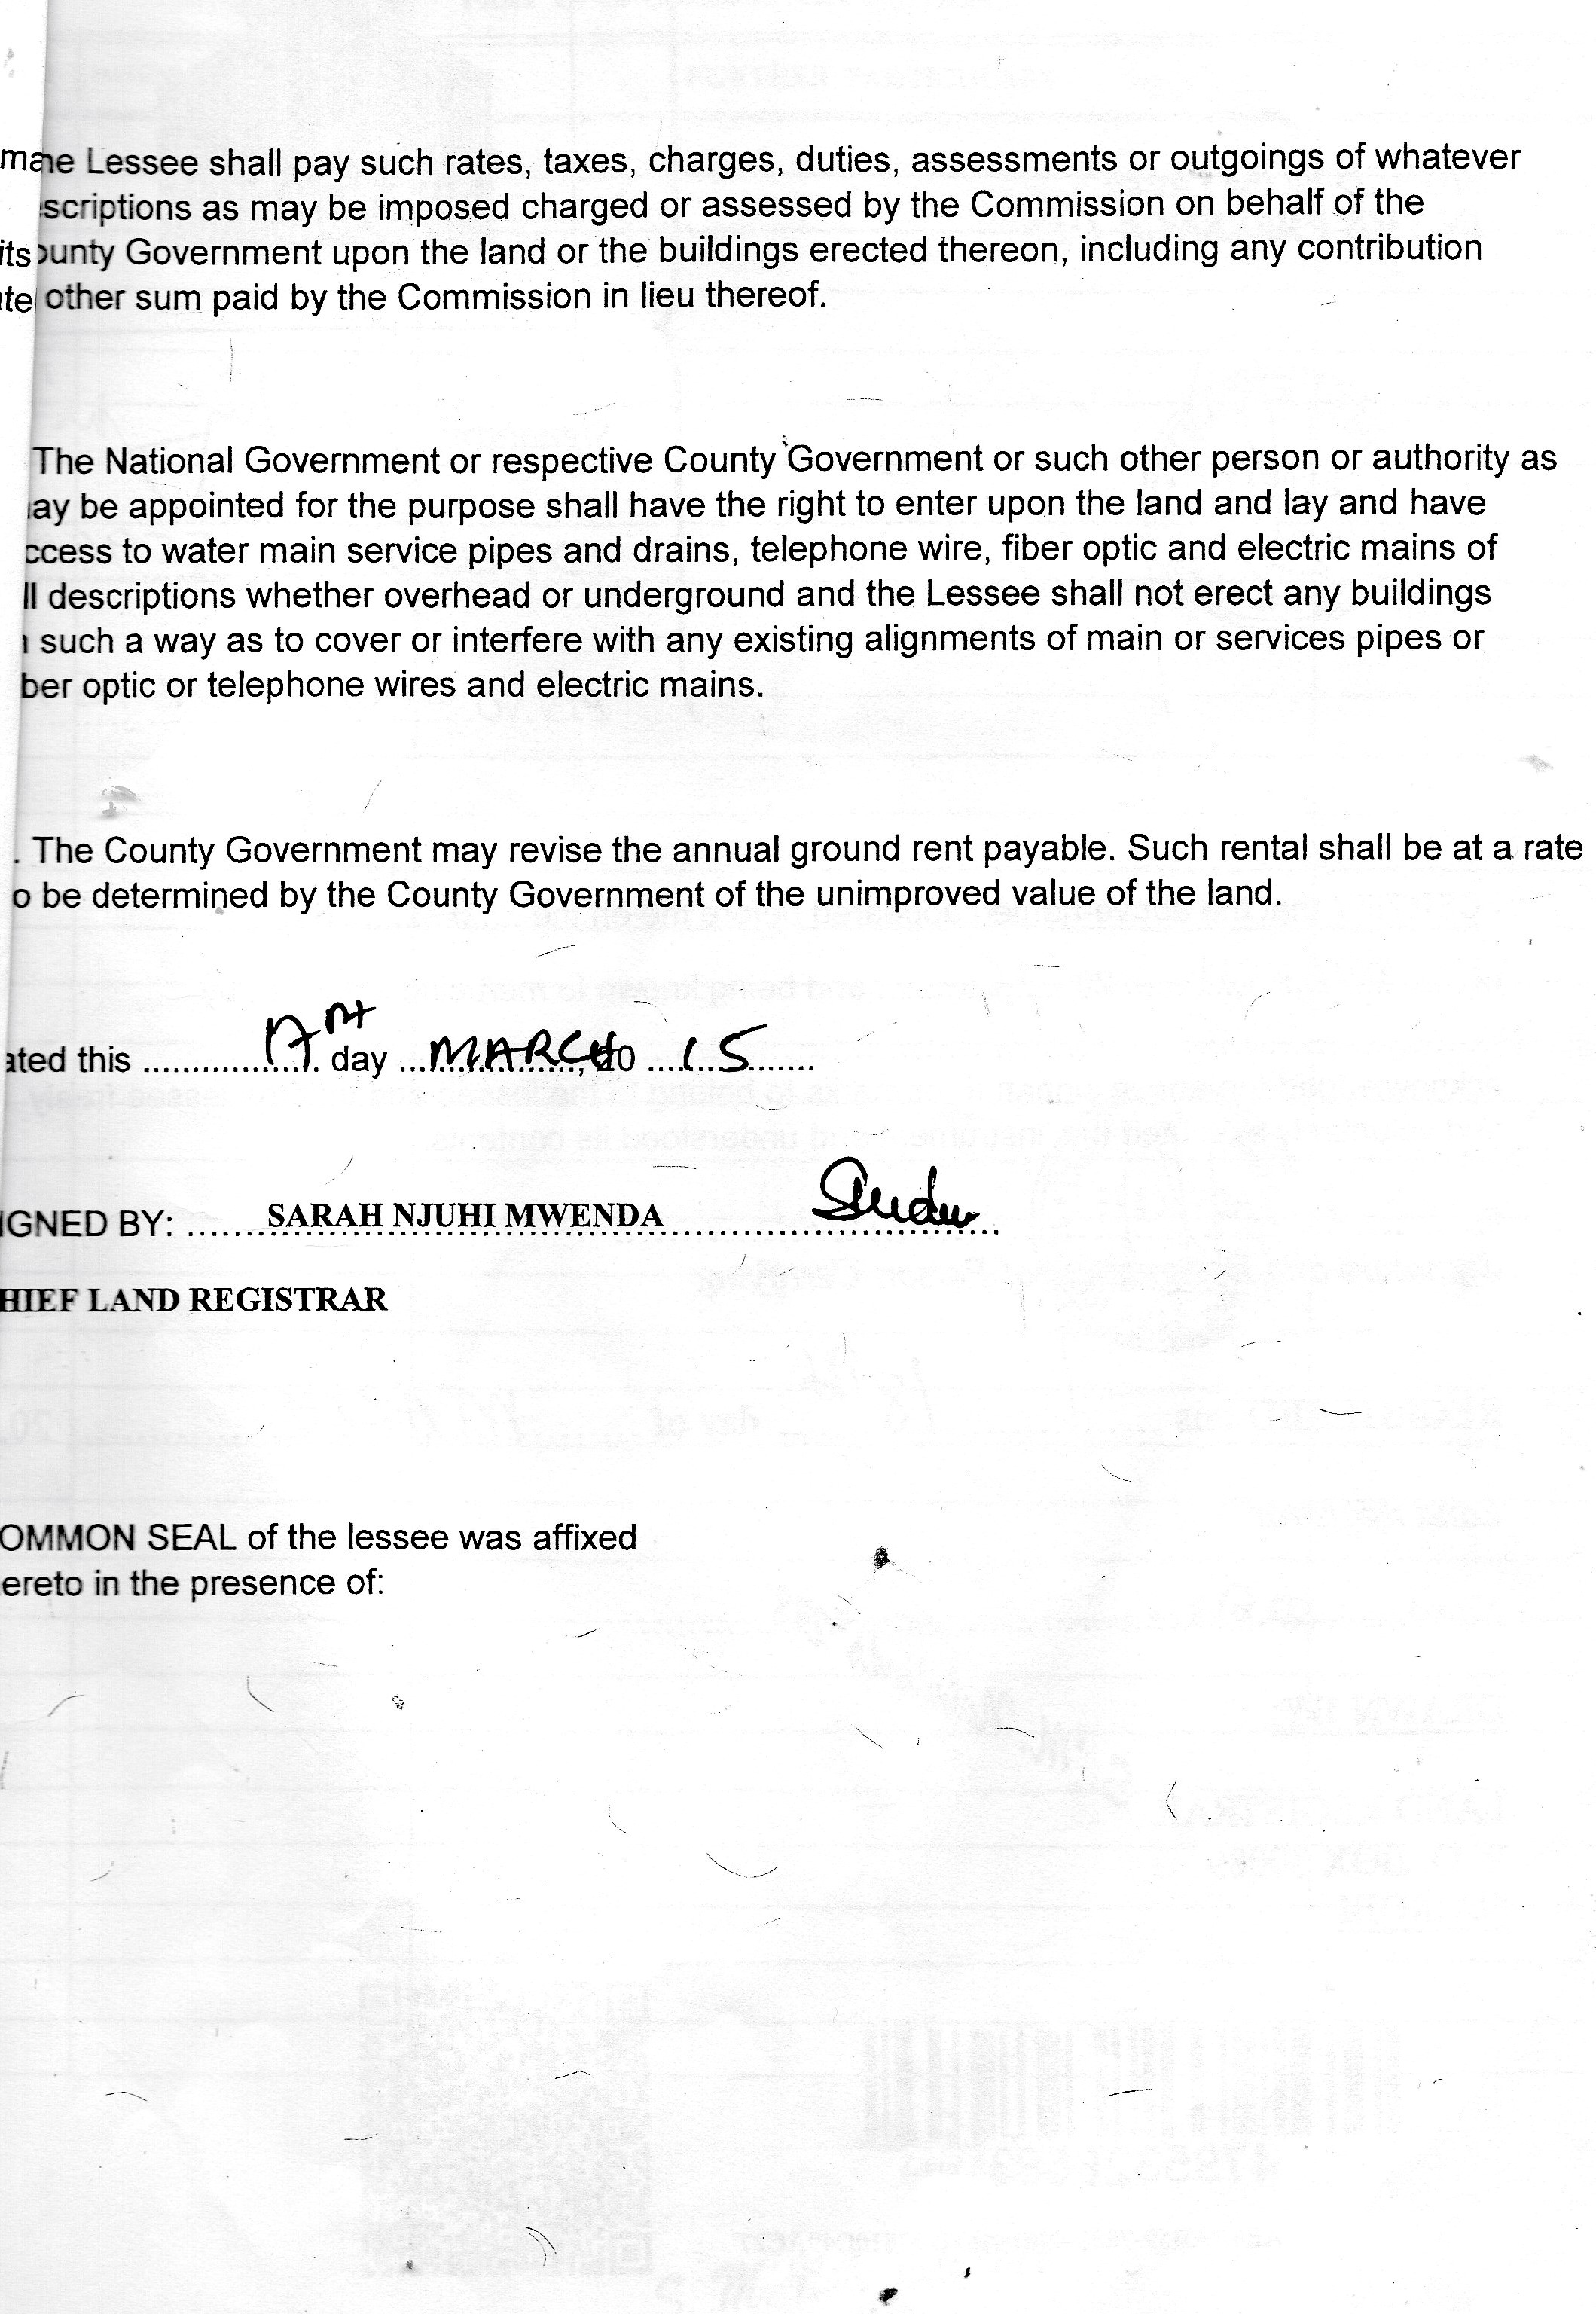 ne Lessee shall pay such rates, taxes, charges, duties, assessments or outgoings of whatever
scriptions as may be imposed charged or assessed by the Commission on behalf of the
ounty Government upon the land or the buildings erected thereon, including any contribution
other sum paid by the Commission in lieu thereof.
The National Government or respective County Government or such other person or authority as
ay be appointed for the purpose shall have the right to enter upon the land and lay and have
ccess to water main service pipes and drains, telephone wire, fiber optic and electric mains of
ll descriptions whether overhead or underground and the Lessee shall not erect any buildings
such a way as to cover or interfere with any existing alignments of main or services pipes or
ber optic or telephone wires and electric mains.
. The County Government may revise the annual ground rent payable. Such rental shall be at a rate
o be determined by the County Government of the unimproved value of the land.
ated this ................. 17th day ... MARCH, 20 ....15.......
IGNED BY: ...... SARAH NJUHI MWENDA ..............................
HIEF LAND REGISTRAR
OMMON SEAL of the lessee was affixed
ereto in the presence of: